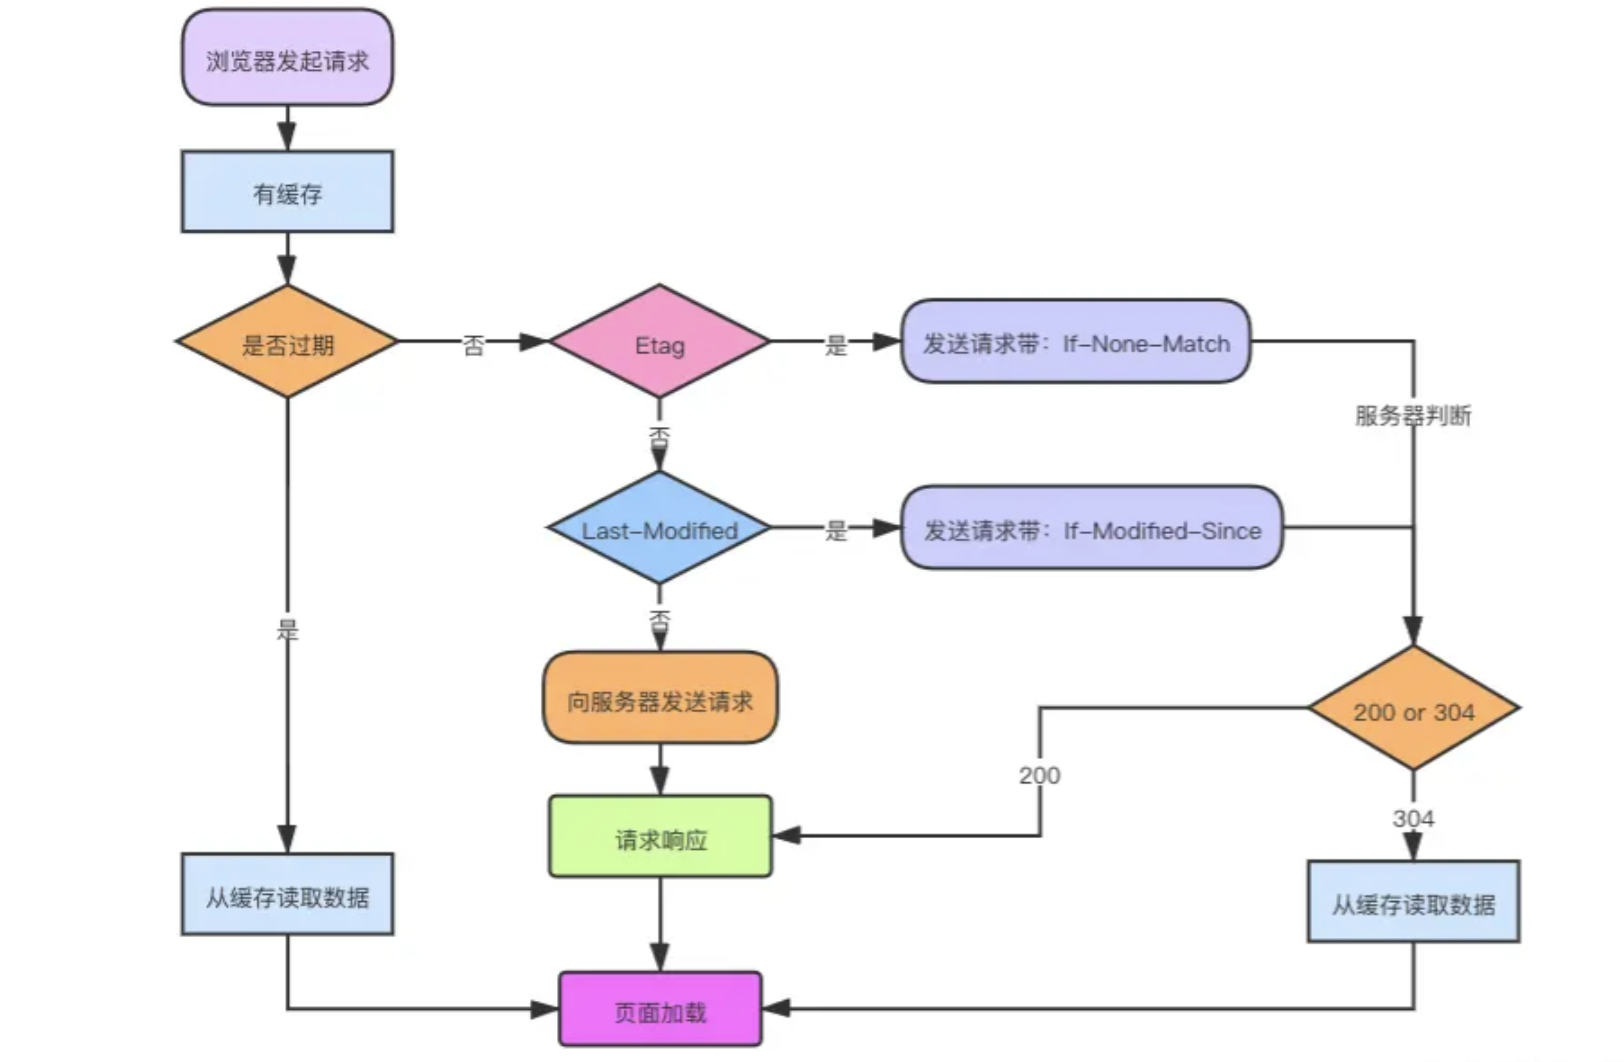 浏览器发起请求
有缓存
是否过期
否
Etag
是
发送请求带：If-None-Match
服务器判断
否
Last-Modified
是
发送请求带：If-Modified-Since
是
否
向服务器发送请求
200 or 304
200
304
请求响应
从缓存读取数据
从缓存读取数据
页面加载